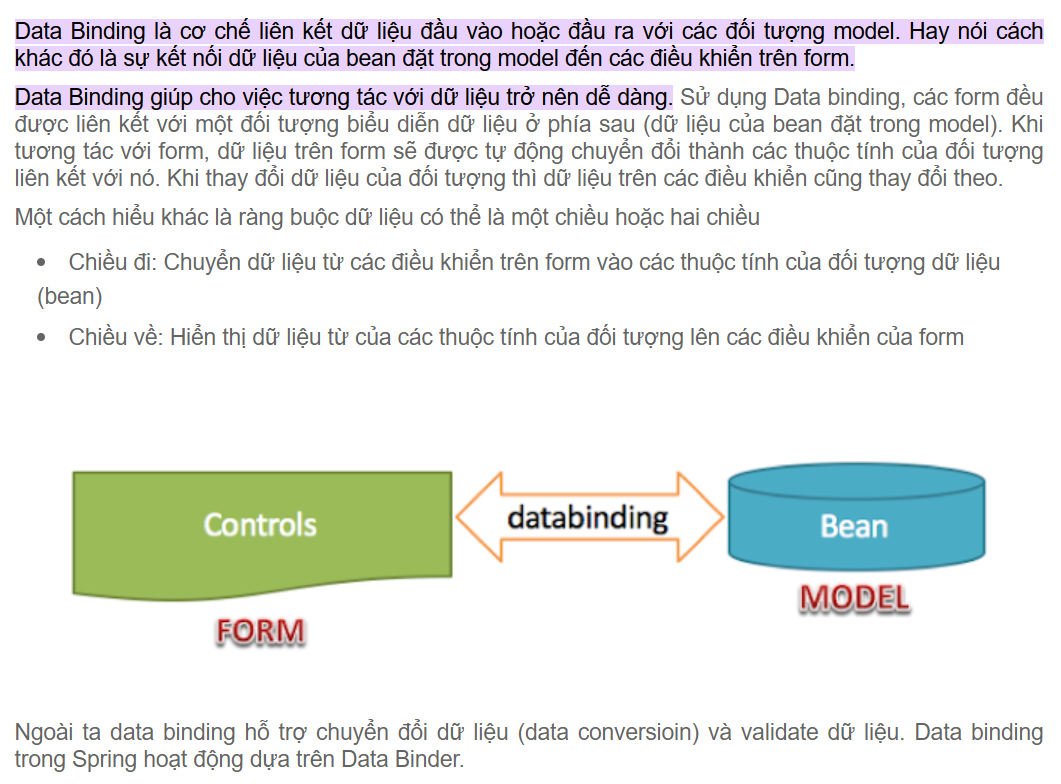 Data Binding là cơ chế liên kết dữ liệu đầu vào hoặc đầu ra với các đối tượng model. Hay nói cách
khác đó là sự kết nối dữ liệu của bean đặt trong model đến các điều khiển trên form.
Data Binding giúp cho việc tương tác với dữ liệu trở nên dễ dàng. Sử dụng Data binding, các form đều
được liên kết với một đối tượng biểu diễn dữ liệu ở phía sau (dữ liệu của bean đặt trong model). Khi
tương tác với form, dữ liệu trên form sẽ được tự động chuyển đổi thành các thuộc tính của đối tượng
liên kết với nó. Khi thay đổi dữ liệu của đối tượng thì dữ liệu trên các điều khiển cũng thay đổi theo.
Một cách hiểu khác là ràng buộc dữ liệu có thể là một chiều hoặc hai chiều
• Chiều đi: Chuyển dữ liệu từ các điều khiển trên form vào các thuộc tính của đối tượng dữ liệu
(bean)
• Chiều về: Hiển thị dữ liệu từ của các thuộc tính của đối tượng lên các điều khiển của form
Controls
databinding
Bean
FORM
MODEL
Ngoài ta data binding hỗ trợ chuyển đổi dữ liệu (data conversioin) và validate dữ liệu. Data binding
trong Spring hoạt động dựa trên Data Binder.